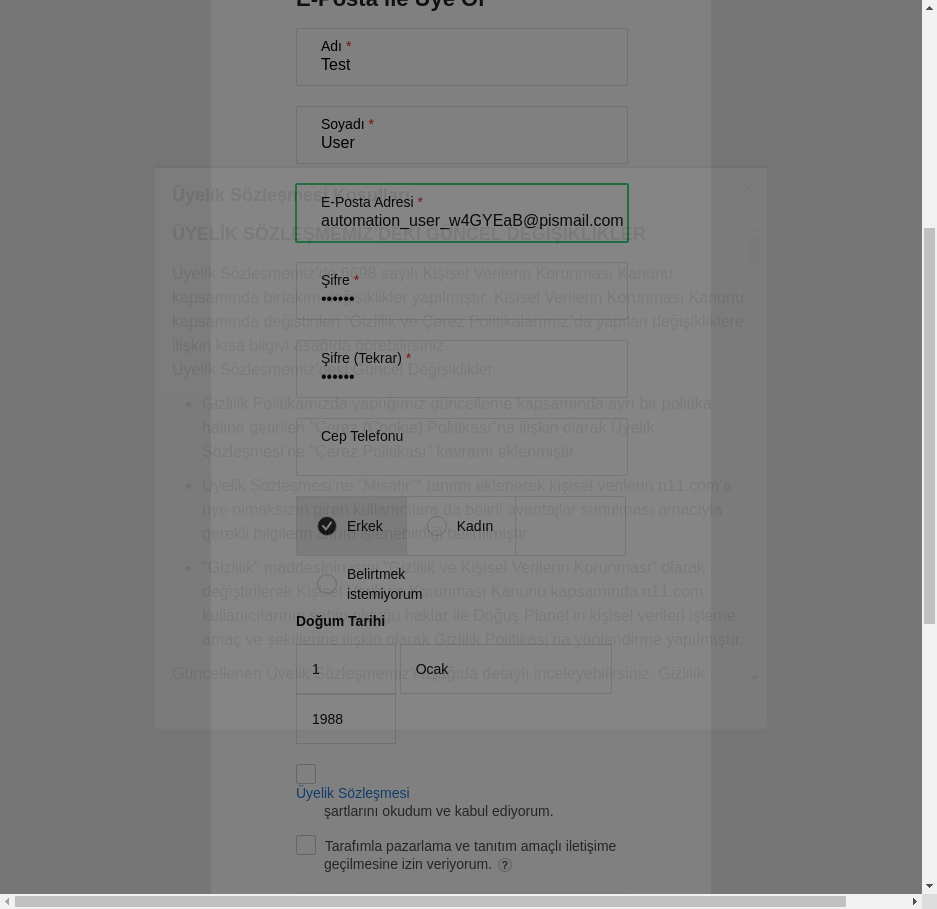 E-Posta ile Üye Ol
Adı *
Test
Soyadı *
User
E-Posta Adresi *
automation_user_w4GYEaB@pismail.com
Şifre *
••••••
Şifre (Tekrar) *
••••••
Cep Telefonu
Erkek
Kadın
Belirtmek
istemiyorum
Doğum Tarihi
1
Ocak
1988
Üyelik Sözleşmesi
şartlarını okudum ve kabul ediyorum.
Tarafımla pazarlama ve tanıtım amaçlı iletişime
geçilmesine izin veriyorum. ?
Üyelik Sözleşmesi Koşulları
×
ÜYELİK SÖZLEŞMEMİZ'DEKİ GÜNCEL DEĞİŞİKLİKLER
Üyelik Sözleşmemiz'de 6698 sayılı Kişisel Verilerin Korunması Kanunu
kapsamında birtakım değişiklikler yapılmıştır. Kişisel Verilerin Korunması Kanunu
kapsamında değiştirilen "Gizlilik ve Çerez Politikalarımız"da yapılan değişikliklere
ilişkin kısa bilgiyi aşağıda görebilirsiniz.
Üyelik Sözleşmemiz'deki Güncel Değişiklikler
• Gizlilik Politikamızda yaptığımız güncelleme kapsamında ayrı bir politika
haline getirilen "Çerez (Cookie) Politikası"na ilişkin olarak Üyelik
Sözleşmesi'ne "Çerez Politikası" kavramı eklenmiştir.
• Üyelik Sözleşmesi'ne "Misafir" tanımı eklenerek kişisel verilerin n11.com'a
üye olmaksızın giren kullanıcılara da belirli avantajlar sunulması amacıyla
gerekli bilgilerin alınıp işlenebildiği belirtilmiştir.
• "Gizlilik" maddesinin ismi "Gizlilik ve Kişisel Verilerin Korunması" olarak
değiştirilerek Kişisel Verilerin Korunması Kanunu kapsamında n11.com
kullanıcılarının sahip olduğu haklar ile Doğuş Planet'in kişisel verileri işleme
amaç ve şekillerine ilişkin olarak Gizlilik Politikası'na yönlendirme yapılmıştır.
Güncellenen Üyelik Sözleşmemiz'i aşağıda detaylı inceleyebilirsiniz. Gizlilik